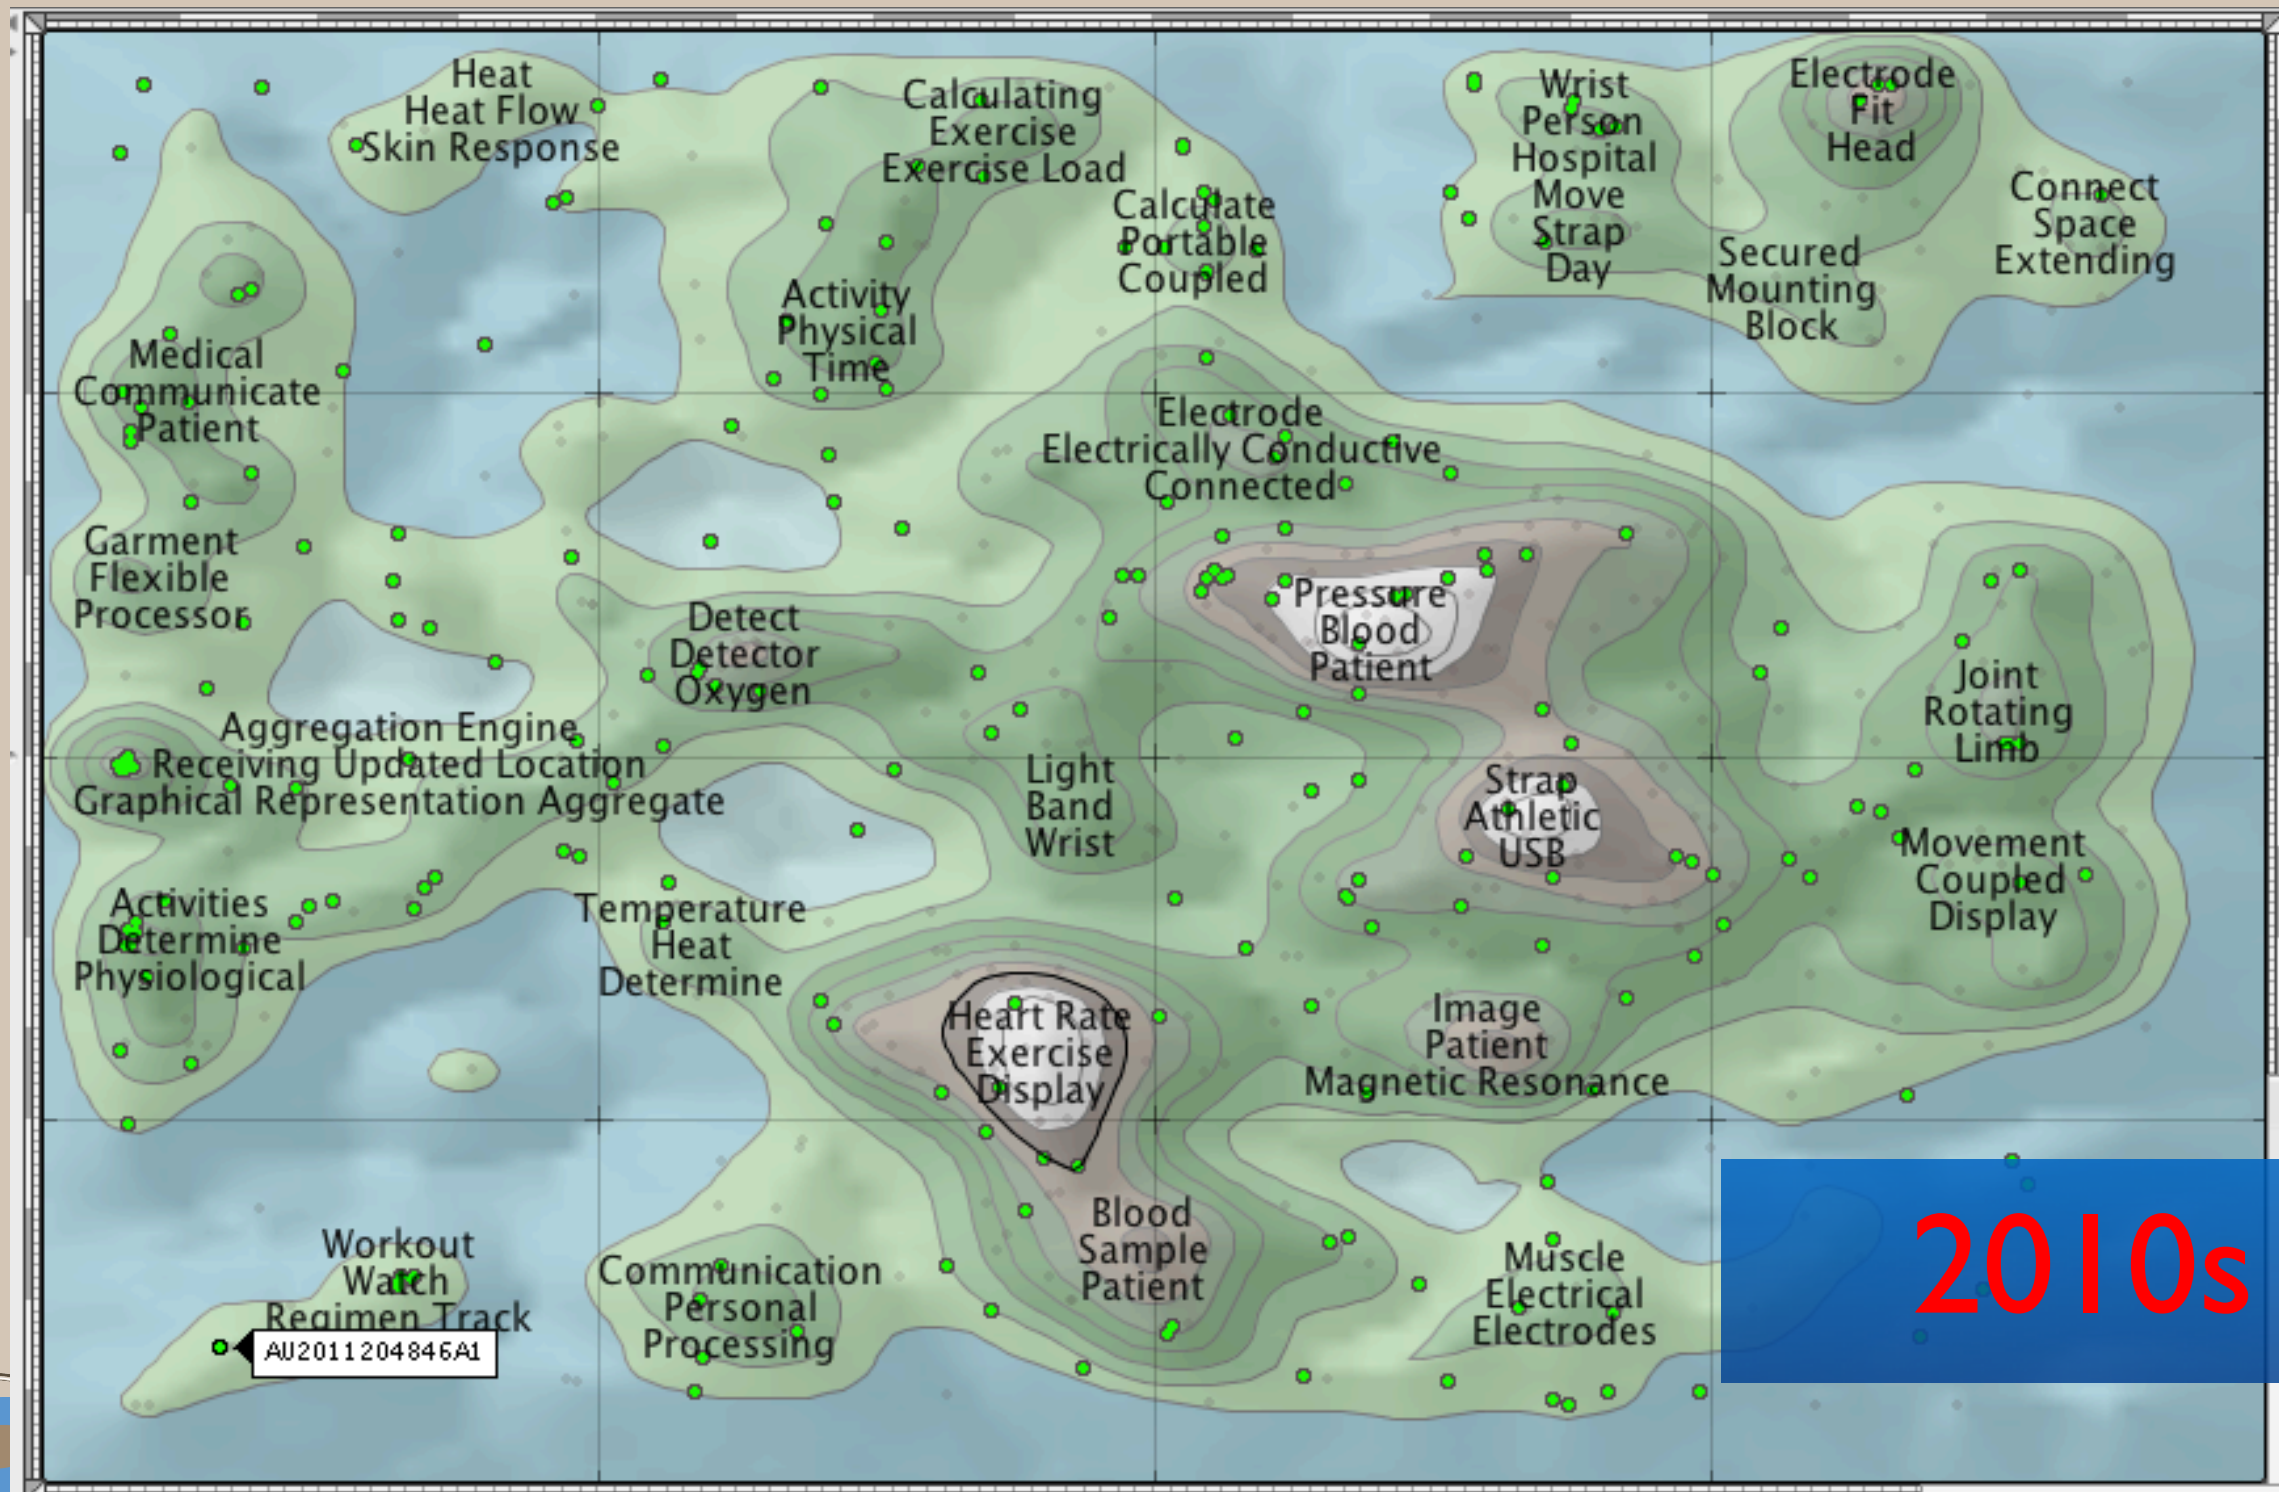 Heat
Heat Flow
Skin Response
Calculating
Exercise
Exercise Load
Calculate
Portable
Coupled
Wrist
Person
Hospital
Move
Strap
Day
Electrode
Fit
Head
Connect
Space
Extending
Secured
Mounting
Block
Activity
Physical
Time
Medical
Communicate
Patient
Electrode
Electrically Conductive
Connected
Garment
Flexible
Processor
Detect
Detector
Oxygen
Pressure
Blood
Patient
Joint
Rotating
Limb
Aggregation Engine
Receiving Updated Location
Graphical Representation Aggregate
Light
Band
Wrist
Strap
Athletic
USB
Movement
Coupled
Display
Activities
Determine
Physiological
Temperature
Heat
Determine
Heart Rate
Exercise
Display
Image
Patient
Magnetic Resonance
Blood
Sample
Patient
Workout
Watch
Regimen Track
AU2011204846A1
Communication
Personal
Processing
Muscle
Electrical
Electrodes
2010s